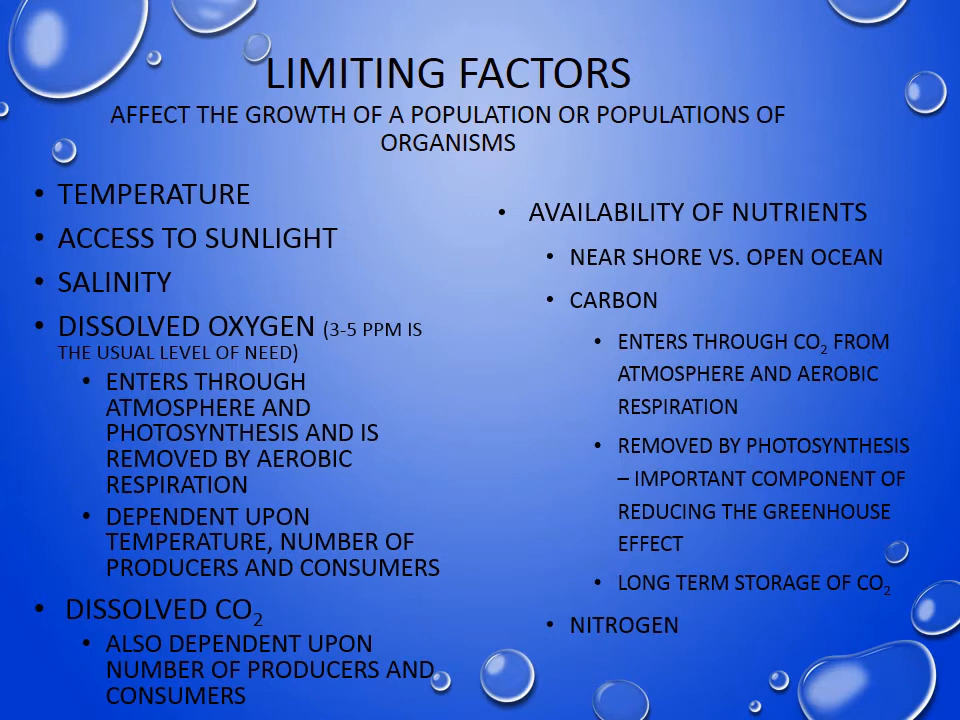 LIMITING FACTORS
AFFECT THE GROWTH OF A POPULATION OR POPULATIONS OF
ORGANISMS
• TEMPERATURE
• ACCESS TO SUNLIGHT
• SALINITY
• DISSOLVED OXYGEN (3-5 PPM IS
THE USUAL LEVEL OF NEED)
• ENTERS THROUGH
ATMOSPHERE AND
PHOTOSYNTHESIS AND IS
REMOVED BY AEROBIC
RESPIRATION
• DEPENDENT UPON
TEMPERATURE, NUMBER OF
PRODUCERS AND CONSUMERS
• DISSOLVED CO₂
• ALSO DEPENDENT UPON
NUMBER OF PRODUCERS AND
CONSUMERS
• AVAILABILITY OF NUTRIENTS
• NEAR SHORE VS. OPEN OCEAN
• CARBON
• ENTERS THROUGH CO₂ FROM
ATMOSPHERE AND AEROBIC
RESPIRATION
• REMOVED BY PHOTOSYNTHESIS
– IMPORTANT COMPONENT OF
REDUCING THE GREENHOUSE
EFFECT
• LONG TERM STORAGE OF CO₂
• NITROGEN